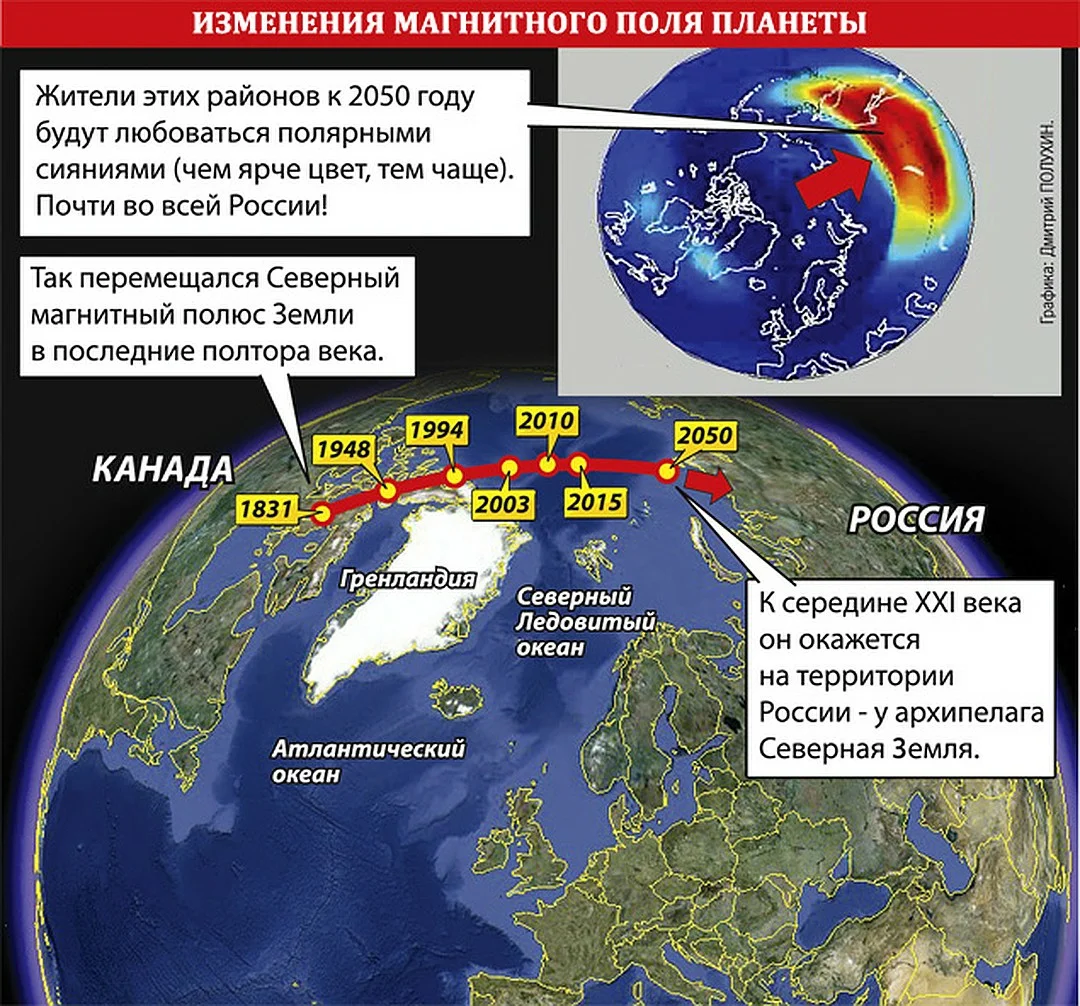 ИЗМЕНЕНИЯ МАГНИТНОГО ПОЛЯ ПЛАНЕТЫ
Жители этих районов к 2050 году
будут любоваться полярными
сияниями (чем ярче цвет, тем чаще).
Почти во всей России!
Графика: Дмитрий ПОЛУХИН.
Так перемещался Северный
магнитный полюс Земли
в последние полтора века.
КАНАДА
1831
1948
1994
2003
2010
2015
2050
РОССИЯ
Гренландия
Северный
Ледовитый
океан
К середине XXI века
он окажется
на территории
России - у архипелага
Северная Земля.
Атлантический
океан